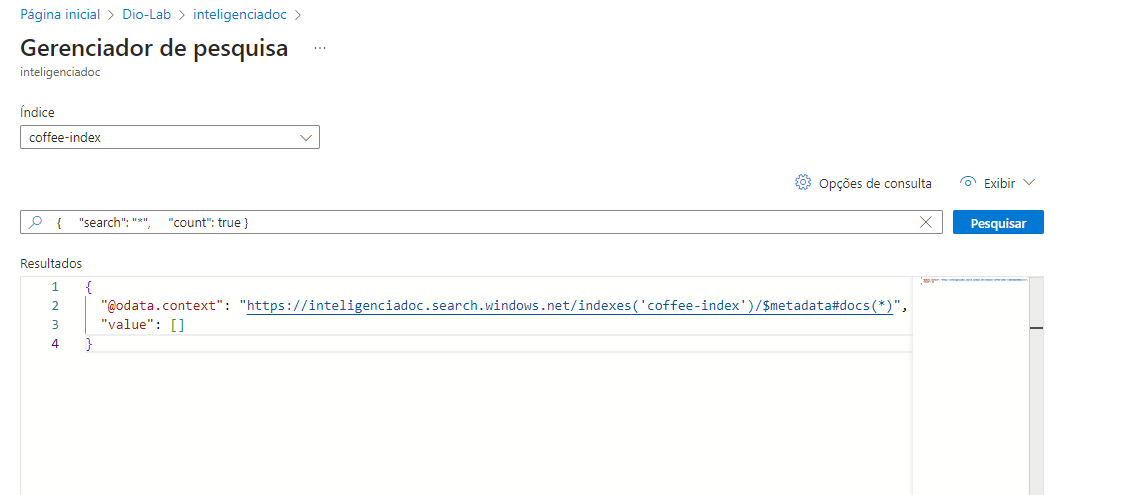 Página inicial > Dio-Lab > inteligenciadoc >
Gerenciador de pesquisa ...
inteligenciadoc
Índice
coffee-index
Opções de consulta Exibir
{ "search": "*", "count": true }
Pesquisar
Resultados
1 {
2 "@odata.context": "https://inteligenciadoc.search.windows.net/indexes('coffee-index')/$metadata#docs(*)",
3 "value": []
4 }